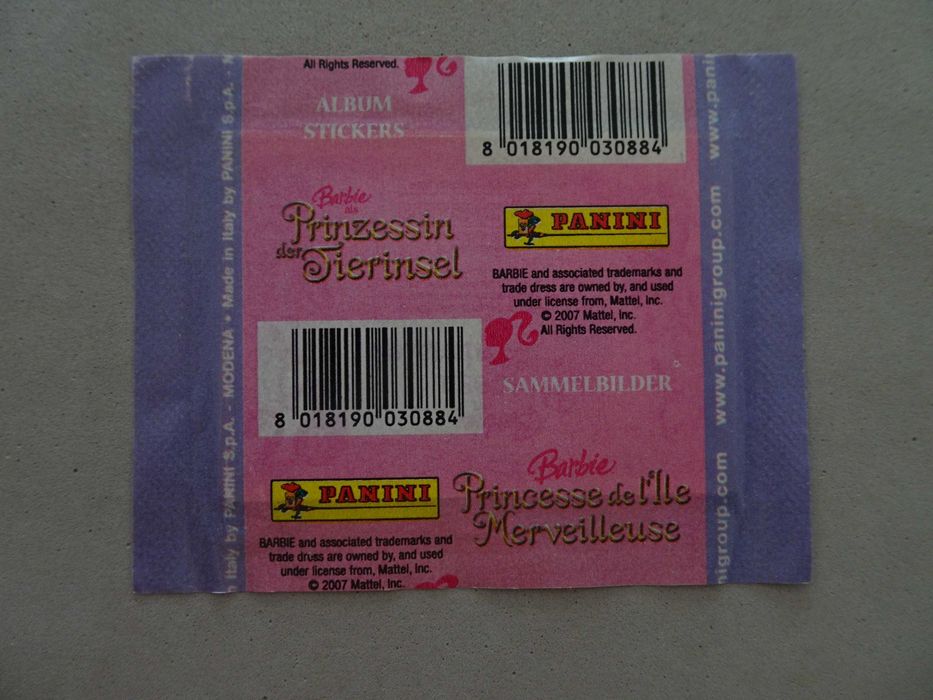 All Rights Reserved.
ALBUM
STICKERS
8 018190 030884
Barbie
als
Prinzessin
der Tierinsel
PANINI
BARBIE and associated trademarks and
trade dress are owned by, and used
under license from, Mattel, Inc.
© 2007 Mattel, Inc.
All Rights Reserved.
8 018190 030884
SAMMELBILDER
Barbie
Princesse de l'Ile
Merveilleuse
PANINI
BARBIE and associated trademarks and
trade dress are owned by, and used
under license from, Mattel, Inc.
© 2007 Mattel, Inc.
Italy by PANINI S.p.A. - MODENA • Made in Italy by PANINI S.p.A. -
www.pani
www.paninigroup.com
nigroup.com